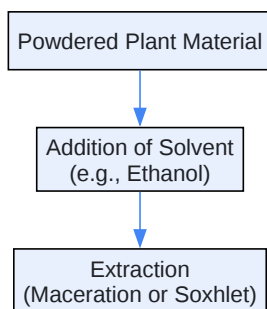 Powdered Plant Material
Addition of Solvent
(e.g., Ethanol)
Extraction
(Maceration or Soxhlet)